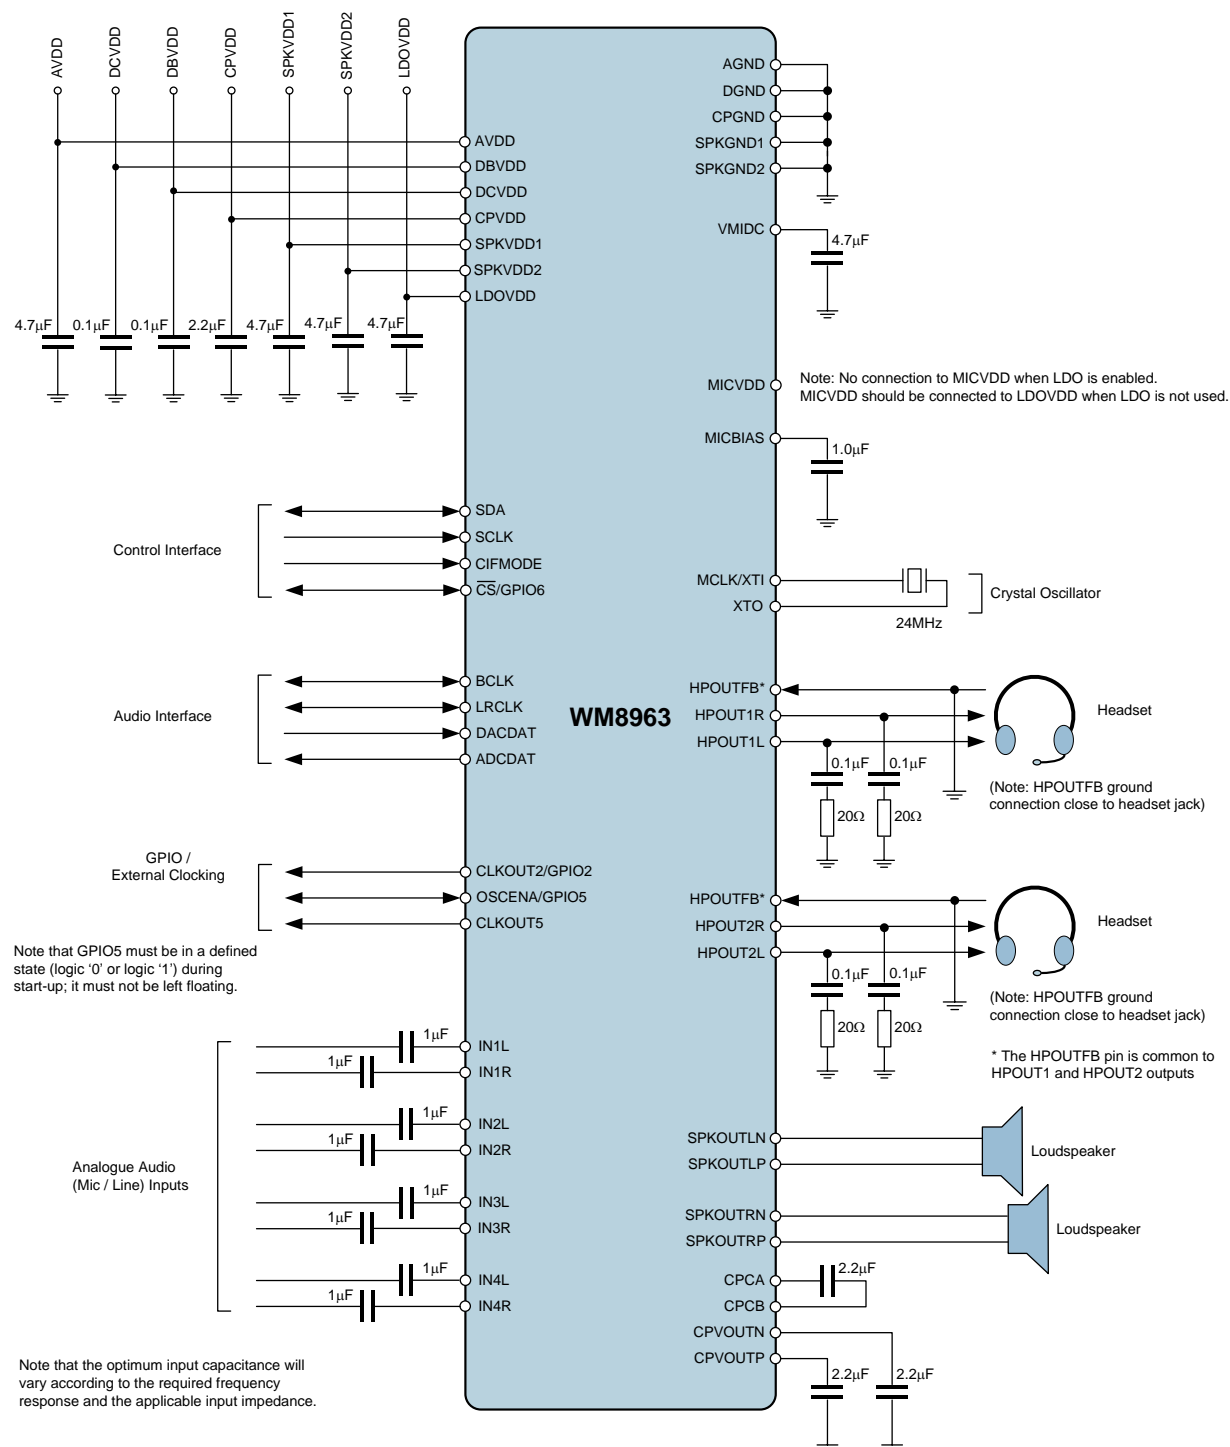 AVDD
DCVDD
DBVDD
CPVDD
SPKVDD1
SPKVDD2
LDOVDD
AVDD
DBVDD
DCVDD
CPVDD
SPKVDD1
SPKVDD2
LDOVDD
4.7µF
0.1µF
0.1µF
2.2µF
4.7µF
4.7µF
4.7µF
AGND
DGND
CPGND
SPKGND1
SPKGND2
VMIDC
4.7µF
MICVDD
Note: No connection to MICVDD when LDO is enabled.
MICVDD should be connected to LDOVDD when LDO is not used.
MICBIAS
1.0µF
Control Interface
SDA
SCLK
CIFMODE
CS/GPIO6
MCLK/XTI
XTO
24MHz
Crystal Oscillator
Audio Interface
BCLK
LRCLK
DACDAT
ADCDAT
WM8963
HPOUTFB*
HPOUT1R
HPOUT1L
0.1µF
0.1µF
20Ω
20Ω
Headset
(Note: HPOUTFB ground
connection close to headset jack)
GPIO /
External Clocking
CLKOUT2/GPIO2
OSCENA/GPIO5
CLKOUT5
Note that GPIO5 must be in a defined
state (logic ‘0’ or logic ‘1’) during
start-up; it must not be left floating.
HPOUTFB*
HPOUT2R
HPOUT2L
0.1µF
0.1µF
20Ω
20Ω
Headset
(Note: HPOUTFB ground
connection close to headset jack)
* The HPOUTFB pin is common to
HPOUT1 and HPOUT2 outputs
Analogue Audio
(Mic / Line) Inputs
1µF
IN1L
1µF
IN1R
1µF
IN2L
1µF
IN2R
1µF
IN3L
1µF
IN3R
1µF
IN4L
1µF
IN4R
Note that the optimum input capacitance will
vary according to the required frequency
response and the applicable input impedance.
SPKOUTLN
SPKOUTLP
Loudspeaker
SPKOUTRN
SPKOUTRP
Loudspeaker
CPCA
2.2µF
CPCB
CPVOUTN
CPVOUTP
2.2µF
2.2µF